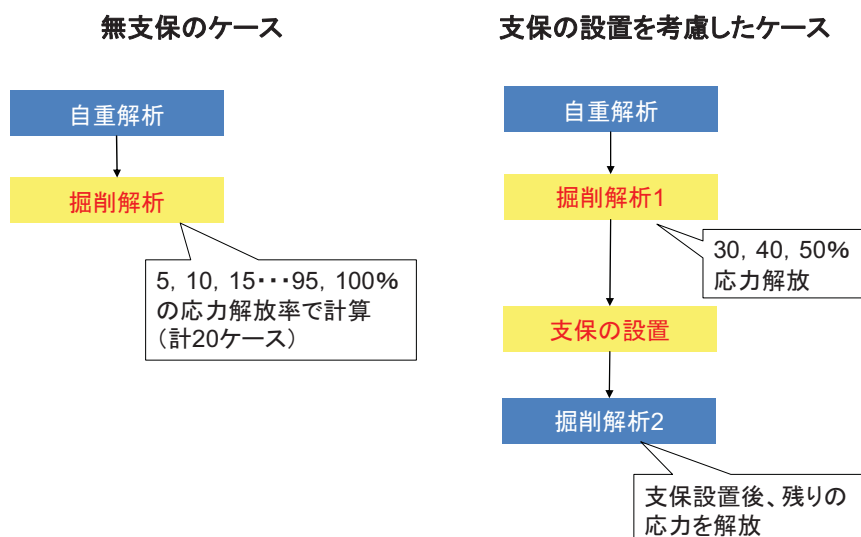 無支保のケース
自重解析
掘削解析
5, 10, 15・・・95, 100%
の応力解放率で計算
(計20ケース)
支保の設置を考慮したケース
自重解析
掘削解析1
30, 40, 50%
応力解放
支保の設置
掘削解析2
支保設置後、残りの
応力を解放